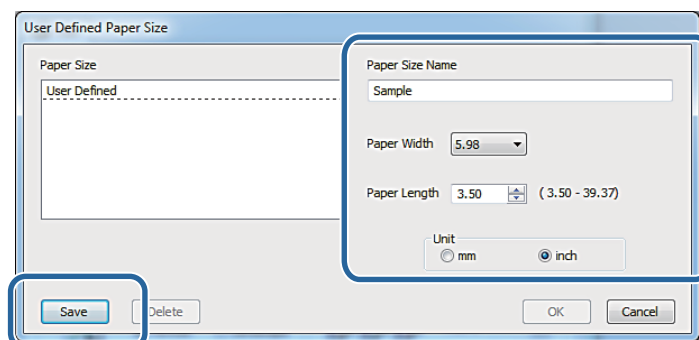 User Defined Paper Size
Paper Size
User Defined
Paper Size Name
Sample
Paper Width 5.98
Paper Length 3.50 ( 3.50 - 39.37)
Unit
mm inch
Save Delete OK Cancel